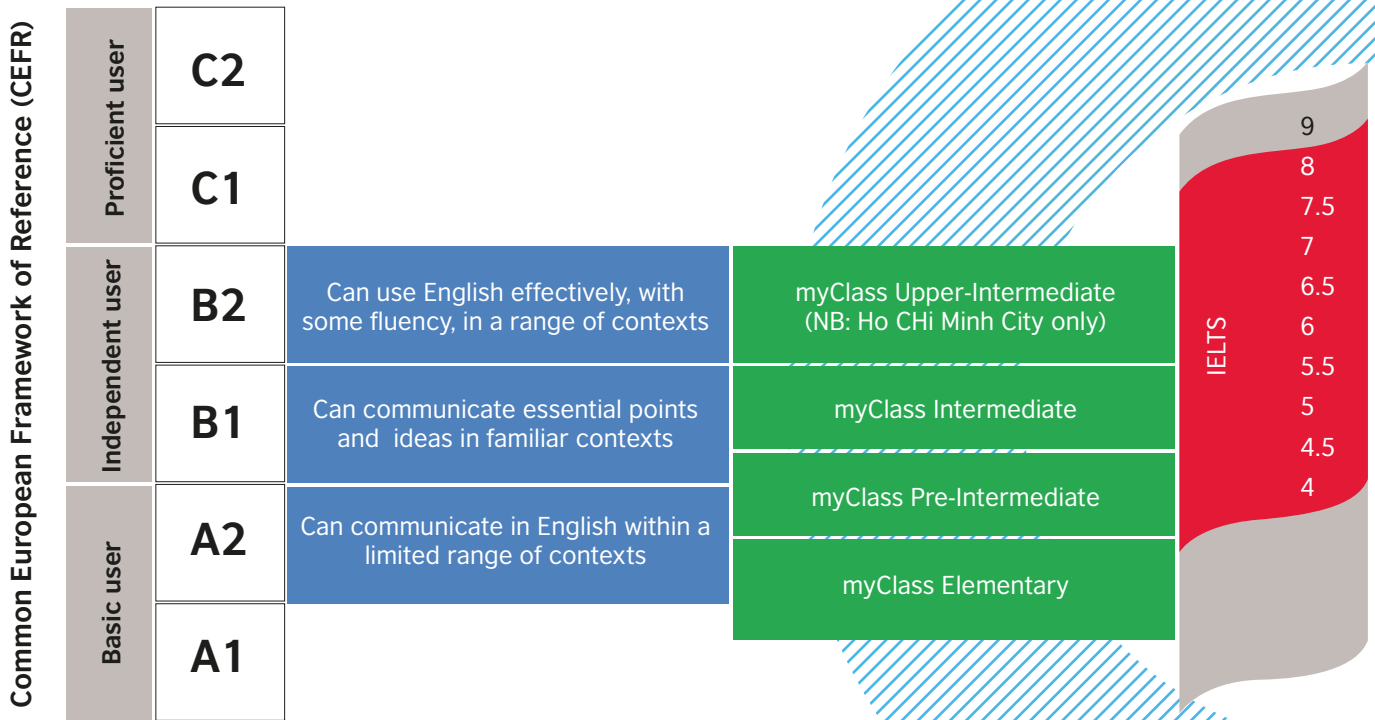 Common European Framework of Reference (CEFR)
Proficient user
Independent user
Basic user
C2
C1
B2
B1
A2
A1
Can use English effectively, with
some fluency, in a range of contexts
Can communicate essential points
and  ideas in familiar contexts
Can communicate in English within a
limited range of contexts
myClass Upper-Intermediate
(NB: Ho CHi Minh City only)
myClass Intermediate
myClass Pre-Intermediate
myClass Elementary
IELTS
9
8
7.5
7
6.5
6
5.5
5
4.5
4